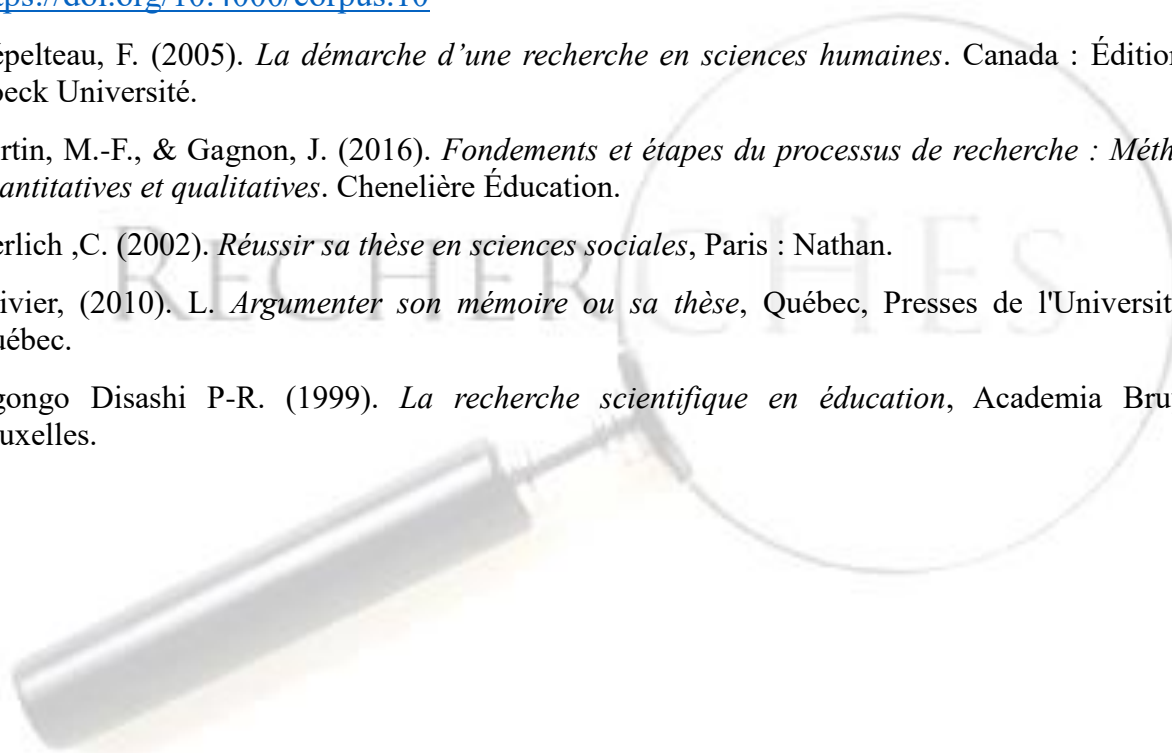 tps://doi.org/10.4000/corpus.10
épelteau, F. (2005). La démarche d’une recherche en sciences humaines. Canada : Édition
oeck Université.
rtin, M.-F., & Gagnon, J. (2016). Fondements et étapes du processus de recherche : Méth
antitatives et qualitatives. Chenelière Éducation.
erlich ,C. (2002). Réussir sa thèse en sciences sociales, Paris : Nathan.
RECHERCHES
ivier, (2010). L. Argumenter son mémoire ou sa thèse, Québec, Presses de l'Universit
uébec.
gongo Disashi P-R. (1999). La recherche scientifique en éducation, Academia Bru
uxelles.